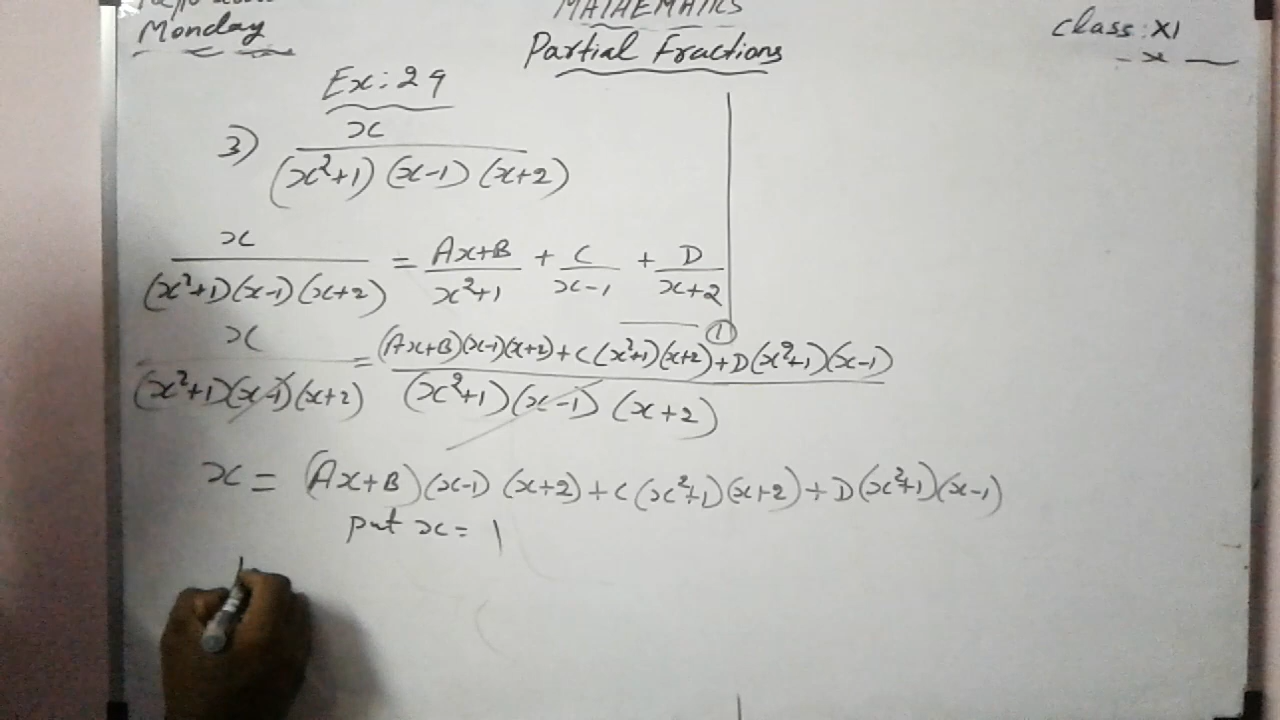 MATHEMATICS
Monday
Partial Fractions
Class: XI
Ex: 29
3) x / (x²+1) (x-1) (x+2)
x / (x²+1)(x-1)(x+2) = Ax+B / x²+1 + C / x-1 + D / x+2
①
x / (x²+1)(x-1)(x+2) = (Ax+B)(x-1)(x+2)+C(x²+1)(x+2)+D(x²+1)(x-1) / (x²+1)(x-1)(x+2)
x = (Ax+B)(x-1)(x+2)+C(x²+1)(x+2)+D(x²+1)(x-1)
put x = 1